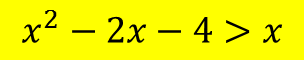 x² − 2x − 4 > x